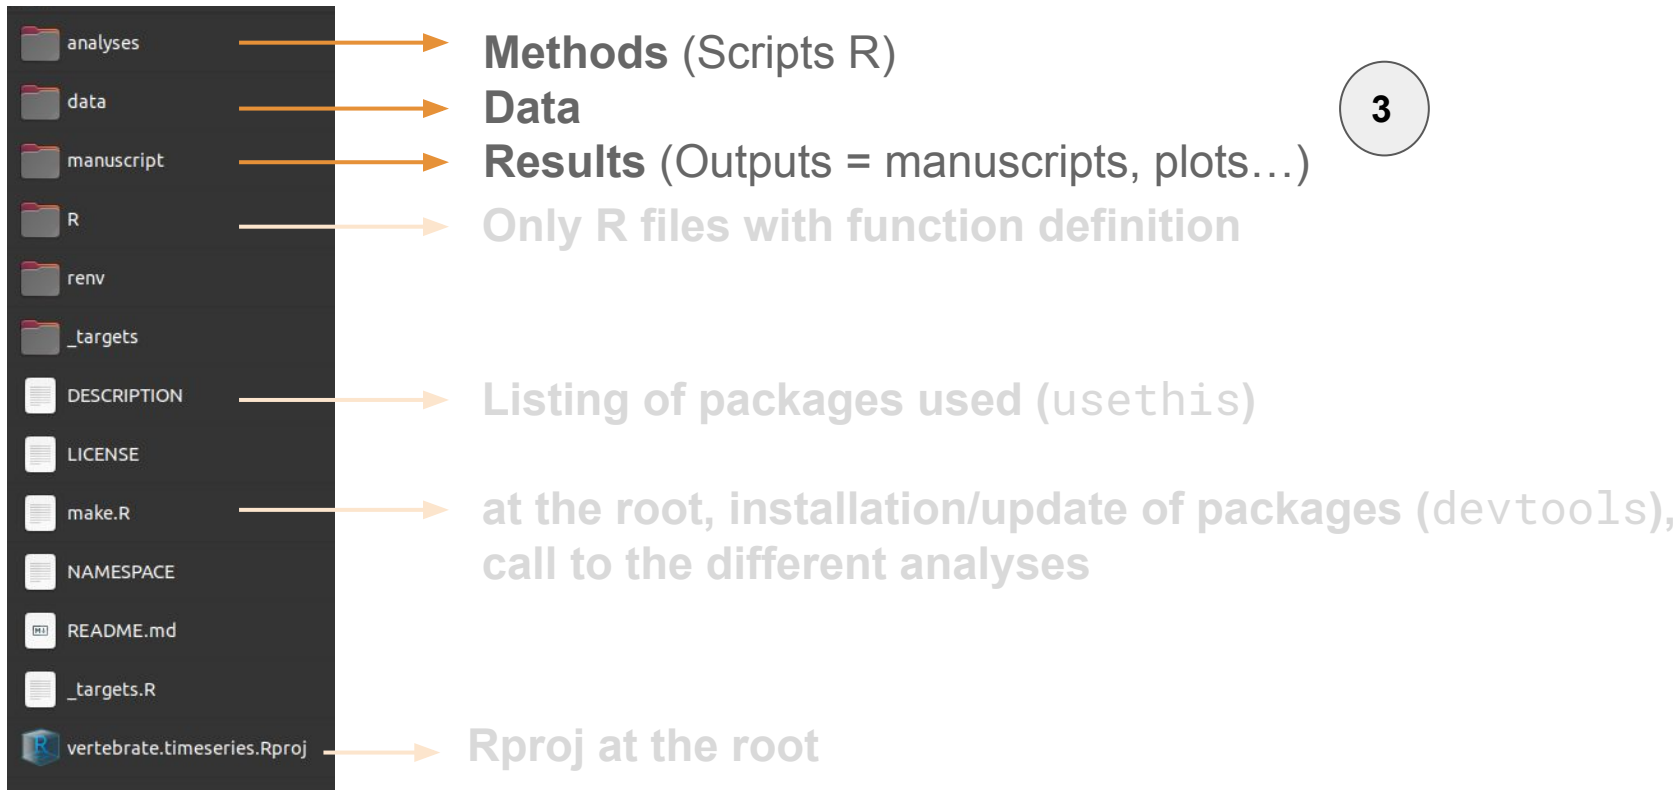 analyses
Methods (Scripts R)
data
Data
3
manuscript
Results (Outputs = manuscripts, plots…)
R
Only R files with function definition
renv
_targets
DESCRIPTION
Listing of packages used (usethis)
LICENSE
make.R
at the root, installation/update of packages (devtools),
call to the different analyses
NAMESPACE
README.md
_targets.R
vertebrate.timeseries.Rproj
Rproj at the root